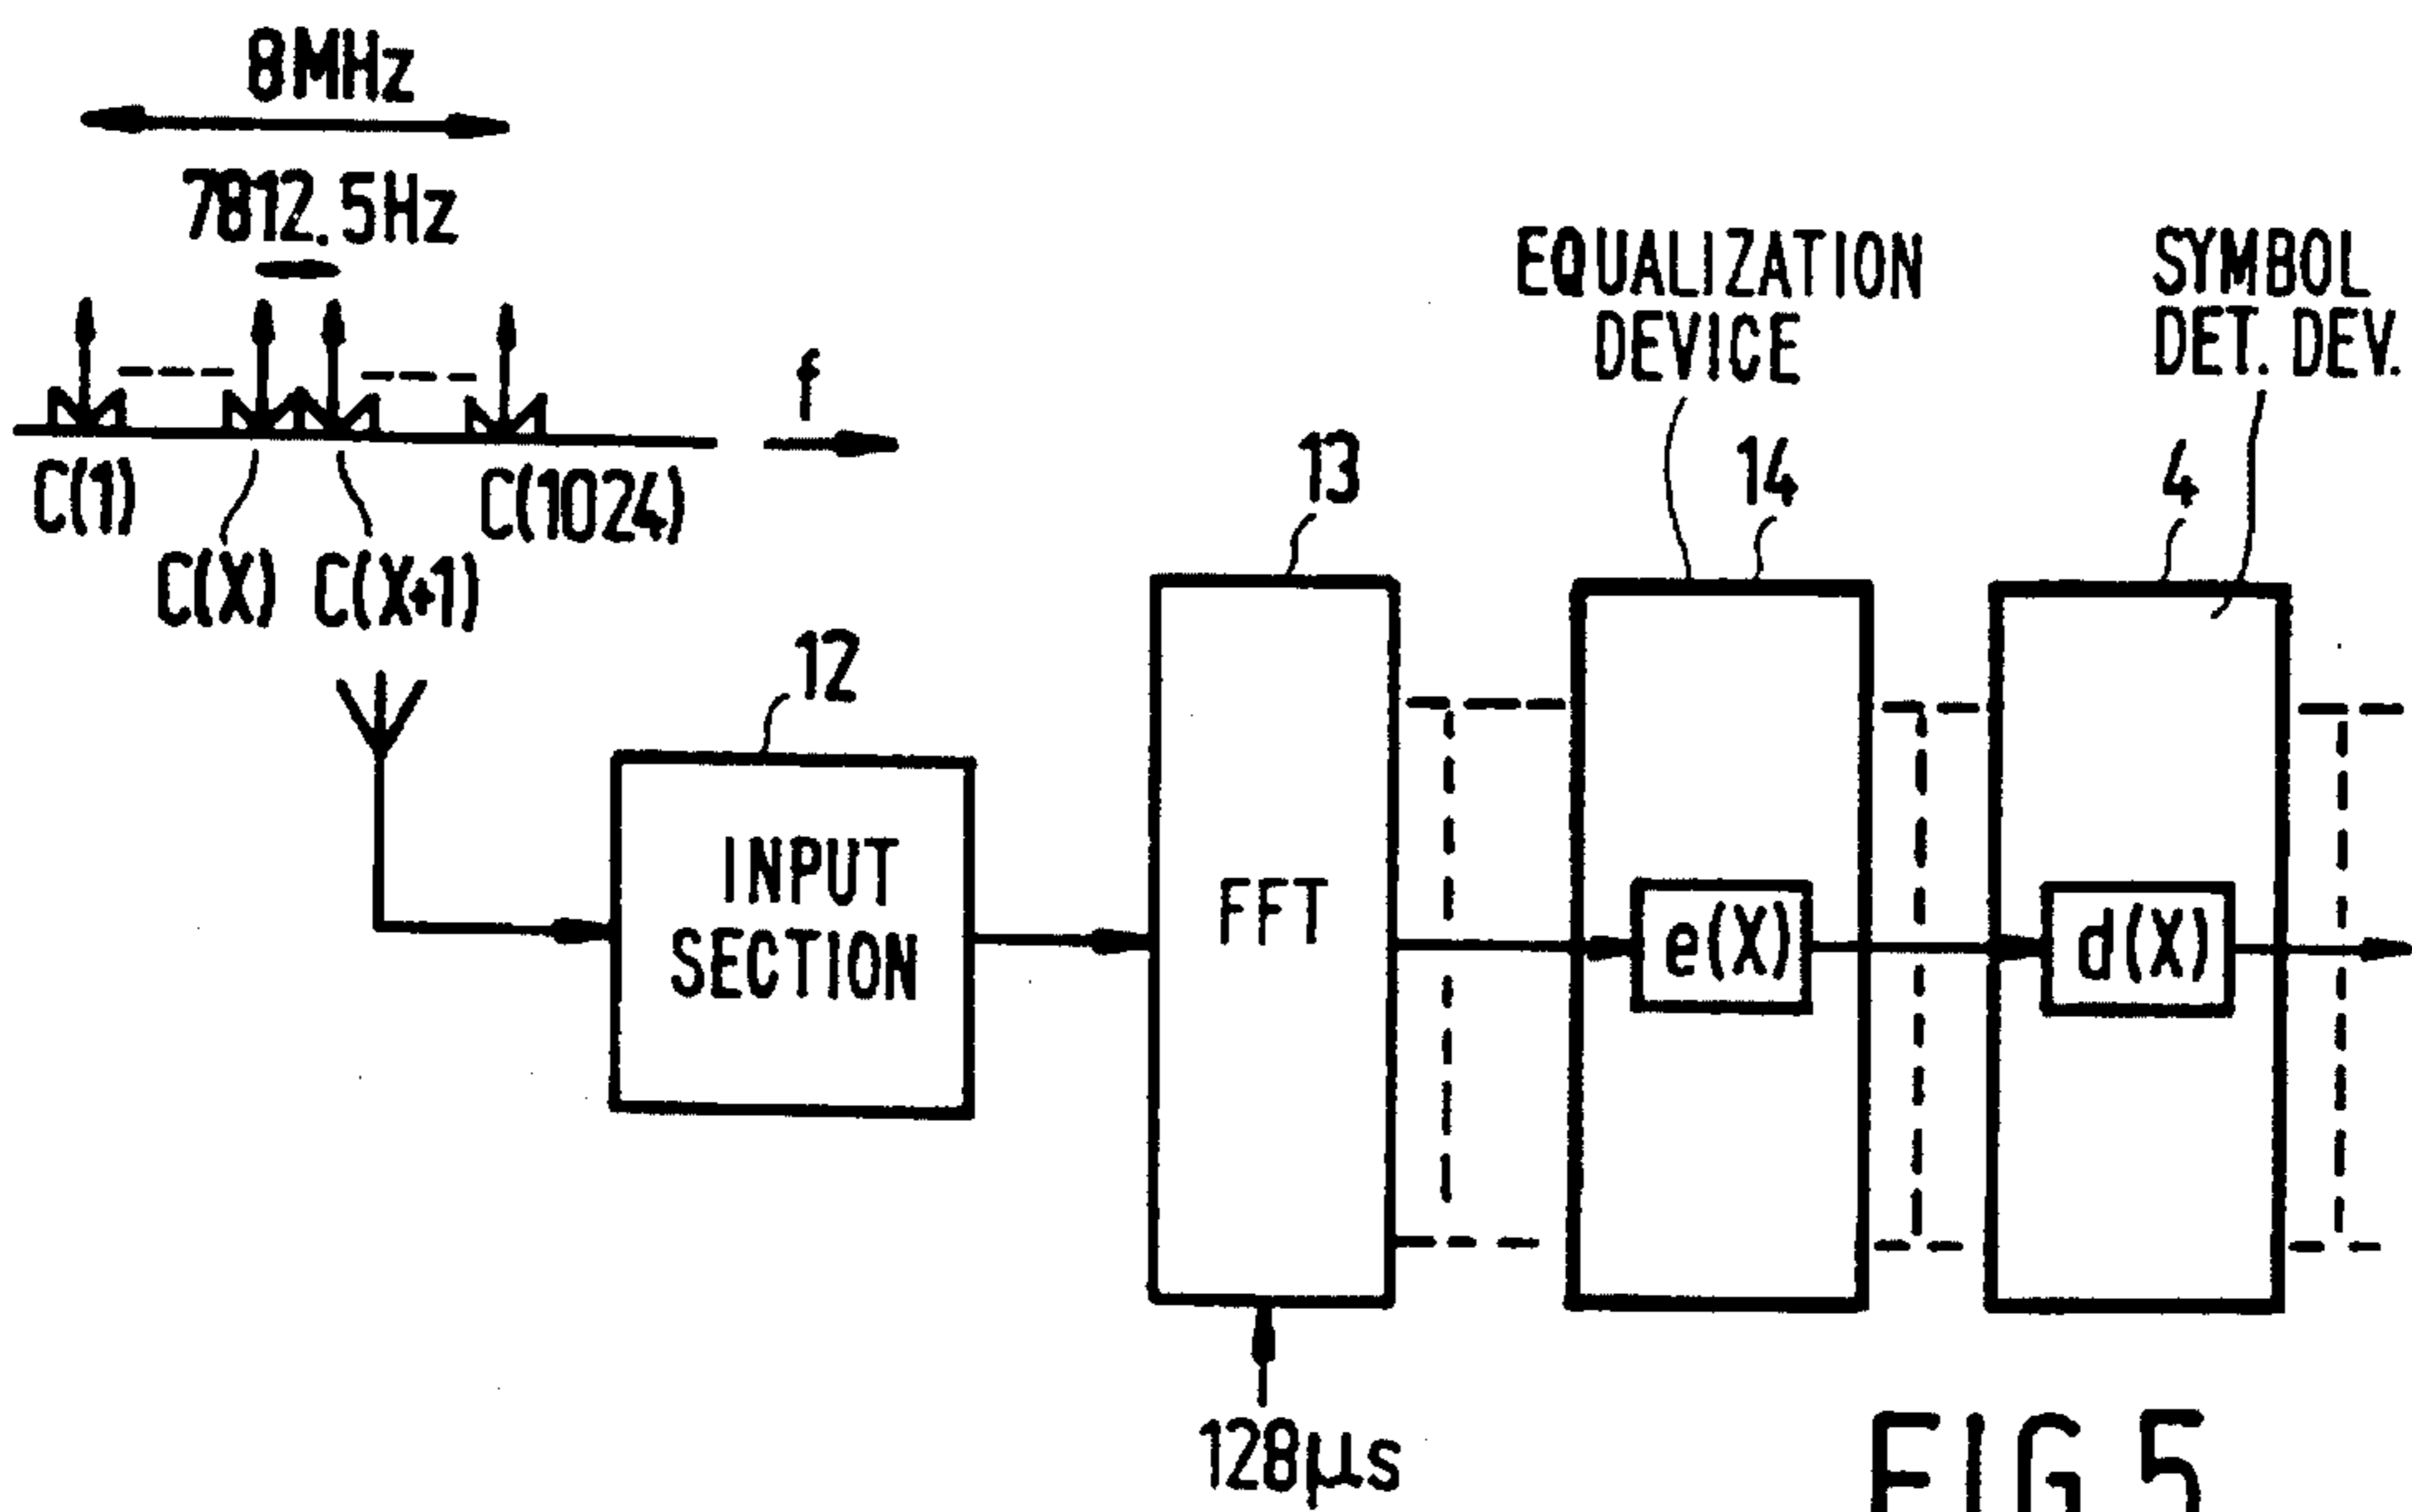 8MHz
7812.5Hz
f
C(1)
C(X)
C(X+1)
C(1024)
EQUALIZATION
DEVICE
SYMBOL
DET. DEV.
13
14
4
12
INPUT
SECTION
FFT
e(X)
d(X)
128µs
FIG.5